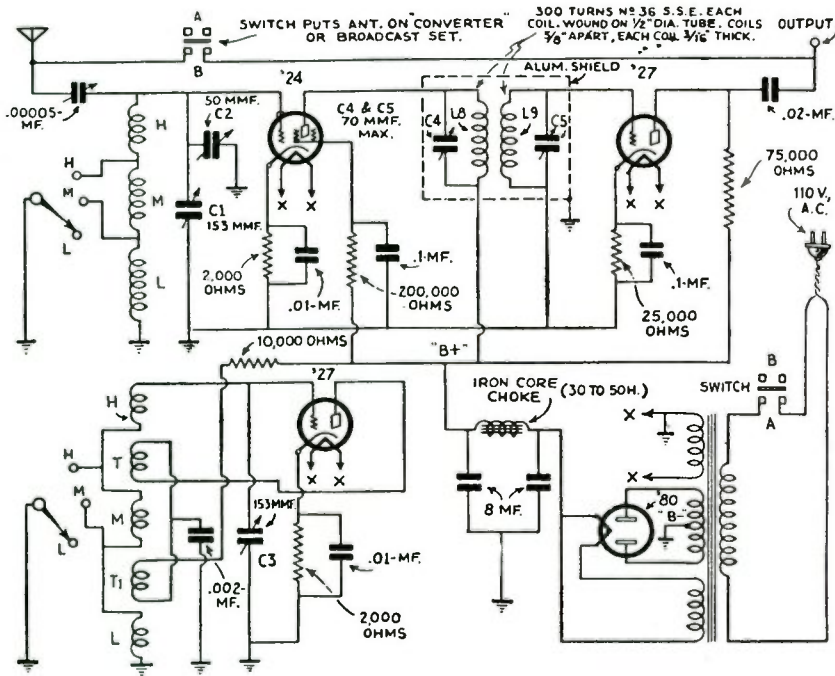 A
SWITCH PUTS ANT. ON "CONVERTER"
OR BROADCAST SET.
B
300 TURNS No 36 S.S.E. EACH
COIL. WOUND ON 1/2" DIA. TUBE. COILS
5/8" APART, EACH COIL 3/16" THICK.
OUTPUT
ALUM. SHIELD
'24
'27
.00005-
MF.
50 MMF.
C2
C4 & C5
70 MMF.
MAX.
C4
L8
L9
C5
.02-MF.
75,000
OHMS
110 V.,
A.C.
H
H
M
M
L
L
C1
153 MMF.
X
X
X
X
2,000
OHMS
.01-MF.
.1-MF.
200,000
OHMS
.1-MF.
25,000
OHMS
10,000 OHMS
"B+"
'27
H
H
T
M
M
L
T1
L
X
X
153 MMF.
C3
.002-
MF.
.01-MF.
2,000
OHMS
IRON CORE
CHOKE
(30 TO 50H.)
8 MF.
X
X
SWITCH
B
A
'80
"B-"